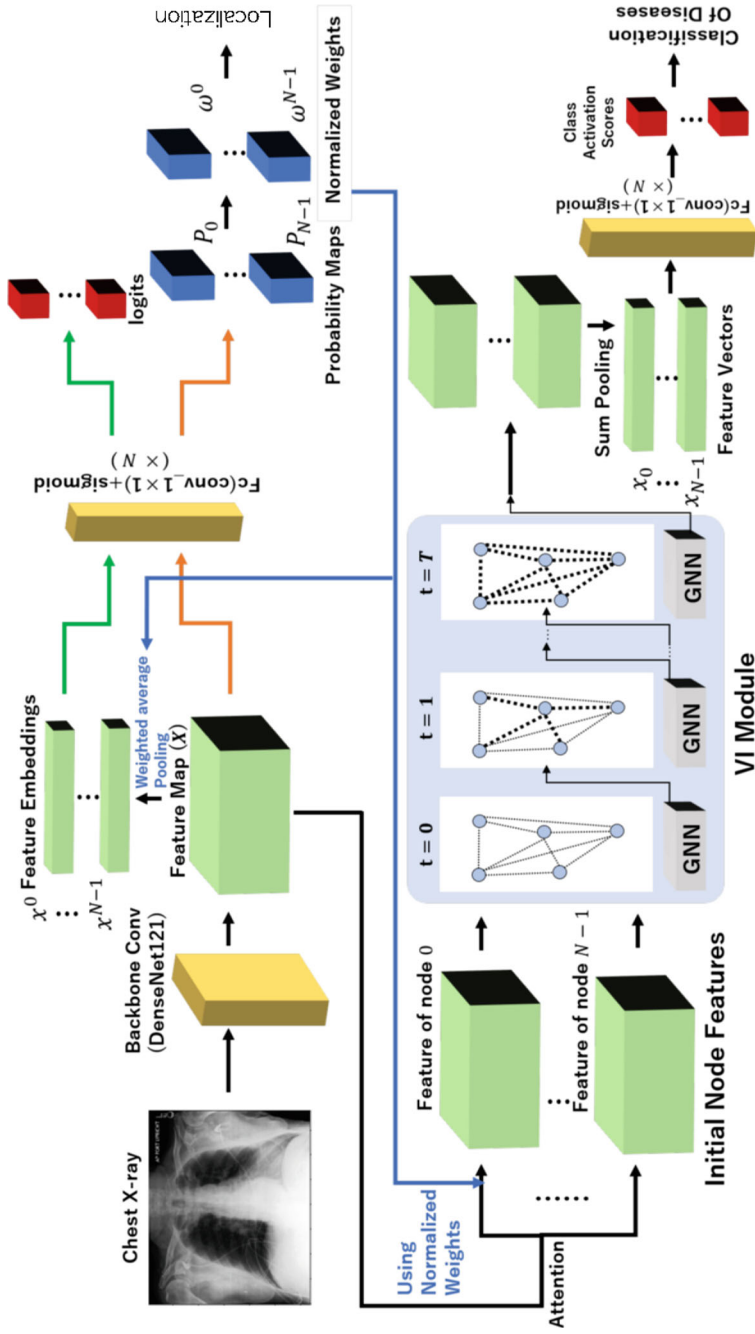 Chest X-ray
AP PORT UPRIGHT
Backbone Conv
(DenseNet121)
x^0 Feature Embeddings
x^{N−1}
Weighted average
Pooling
Feature Map (X)
Fc(conv_1×1)+sigmoid
(× N)
logits
P_0
P_{N−1}
Probability Maps
ω^0
ω^{N−1}
Normalized Weights
Localization
Using
Normalized
Weights
Attention
Feature of node 0
Feature of node N − 1
Initial Node Features
t = 0
t = 1
t = T
GNN
GNN
GNN
VI Module
Sum Pooling
x_0
x_{N−1}
Feature Vectors
Fc(conv_1×1)+sigmoid
(× N)
Class
Activation
Scores
Classification
Of Diseases